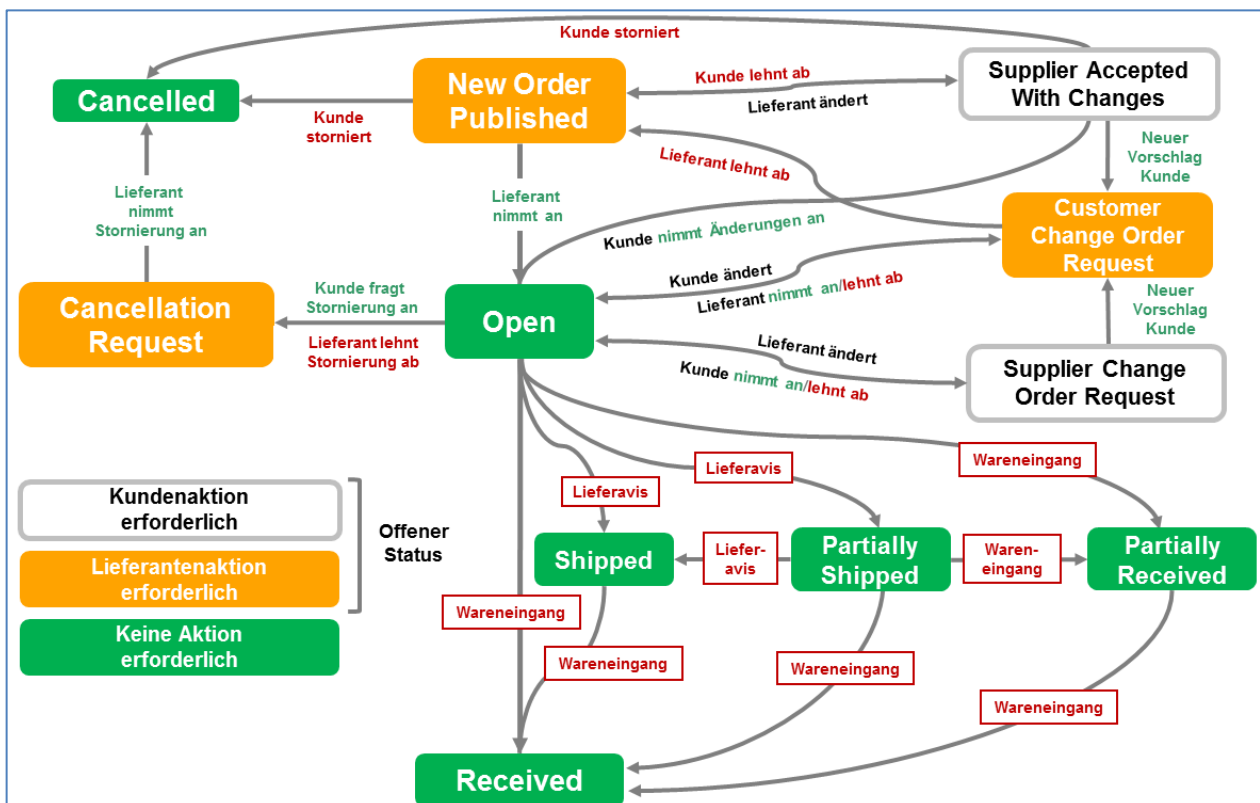 Kunde storniert
Cancelled
New Order
Published
Kunde lehnt ab
Lieferant ändert
Supplier Accepted
With Changes
Kunde
storniert
Lieferant lehnt ab
Neuer
Vorschlag
Kunde
Lieferant
nimmt
Stornierung an
Lieferant
nimmt an
Kunde nimmt Änderungen an
Customer
Change Order
Request
Kunde ändert
Lieferant nimmt an/lehnt ab
Cancellation
Request
Kunde fragt
Stornierung an
Lieferant lehnt
Stornierung ab
Open
Neuer
Vorschlag
Kunde
Lieferant ändert
Kunde nimmt an/lehnt ab
Supplier Change
Order Request
Wareneingang
Lieferavis
Lieferavis
Kundenaktion
erforderlich
Lieferantenaktion
erforderlich
Keine Aktion
erforderlich
Offener
Status
Shipped
Liefer-
avis
Partially
Shipped
Waren-
eingang
Partially
Received
Wareneingang
Wareneingang
Wareneingang
Wareneingang
Received